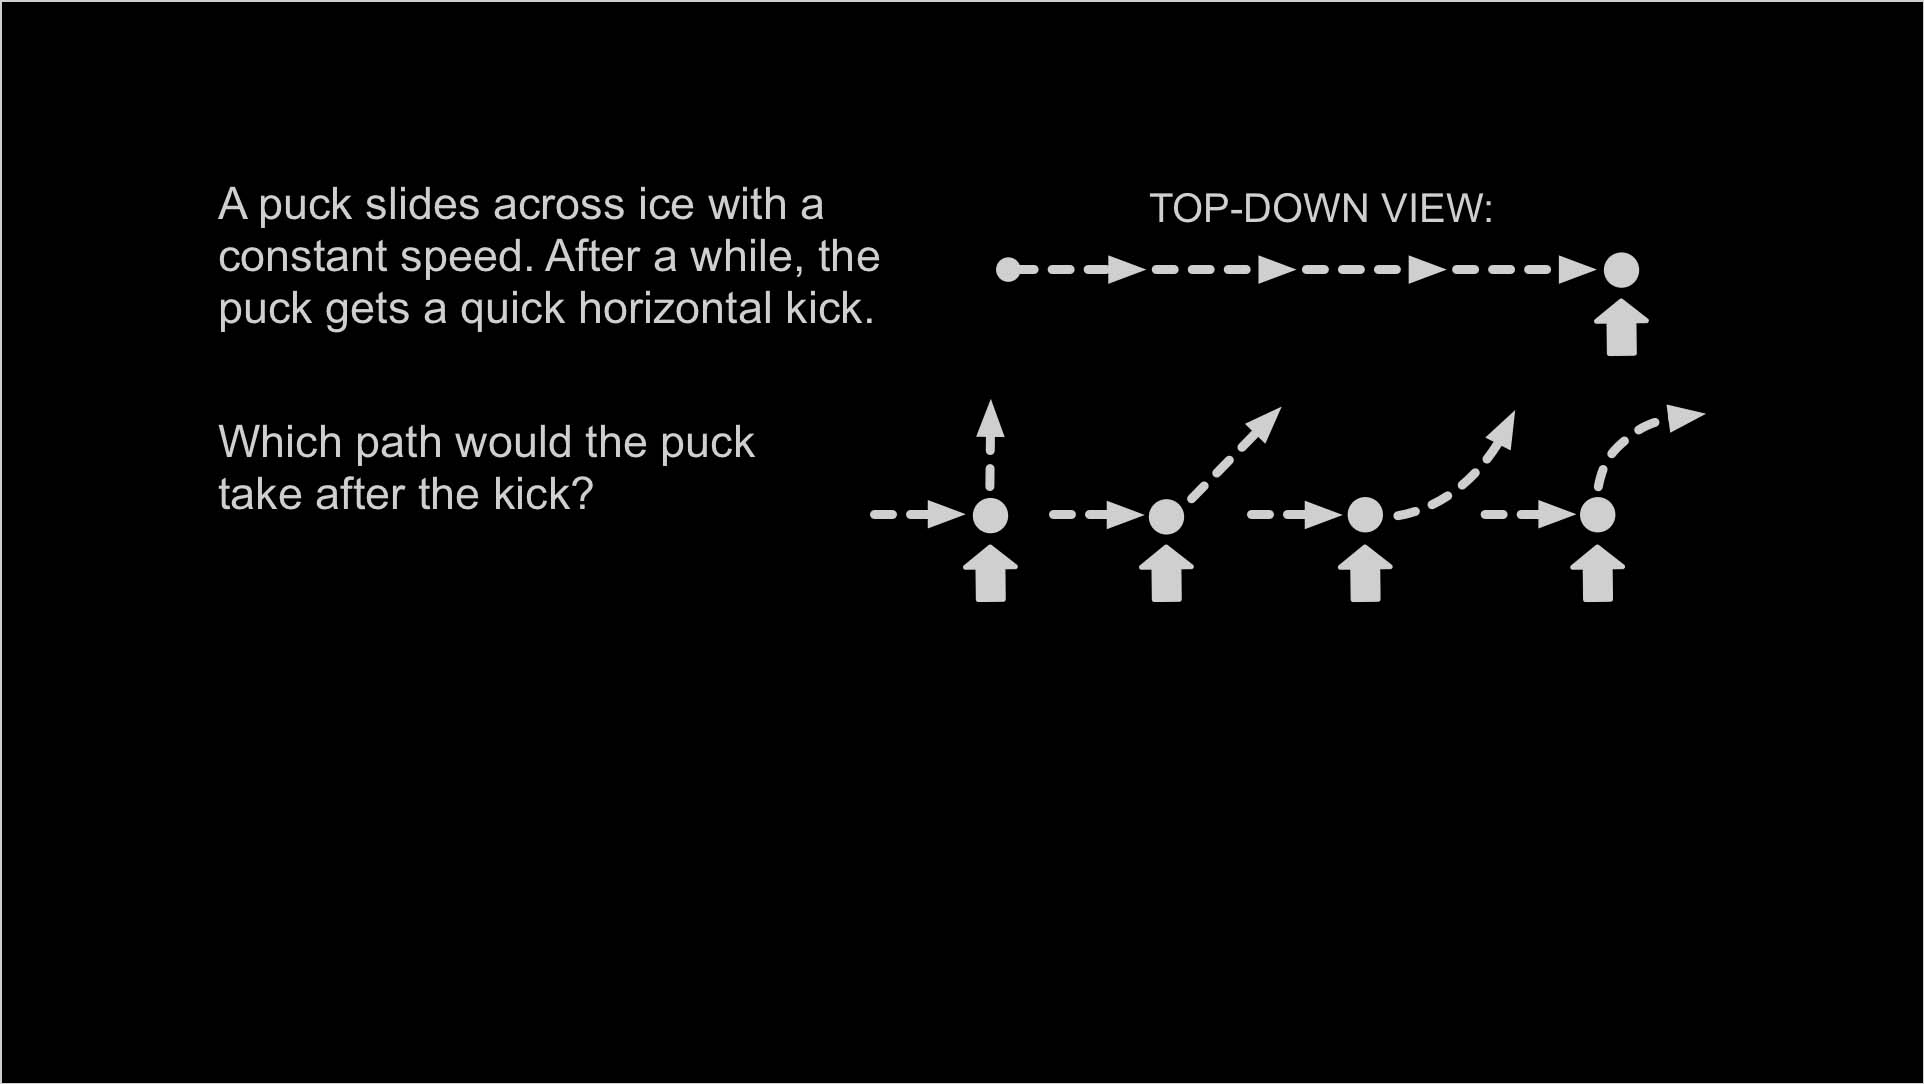 A puck slides across ice with a
constant speed. After a while, the
puck gets a quick horizontal kick.
TOP-DOWN VIEW:
Which path would the puck
take after the kick?